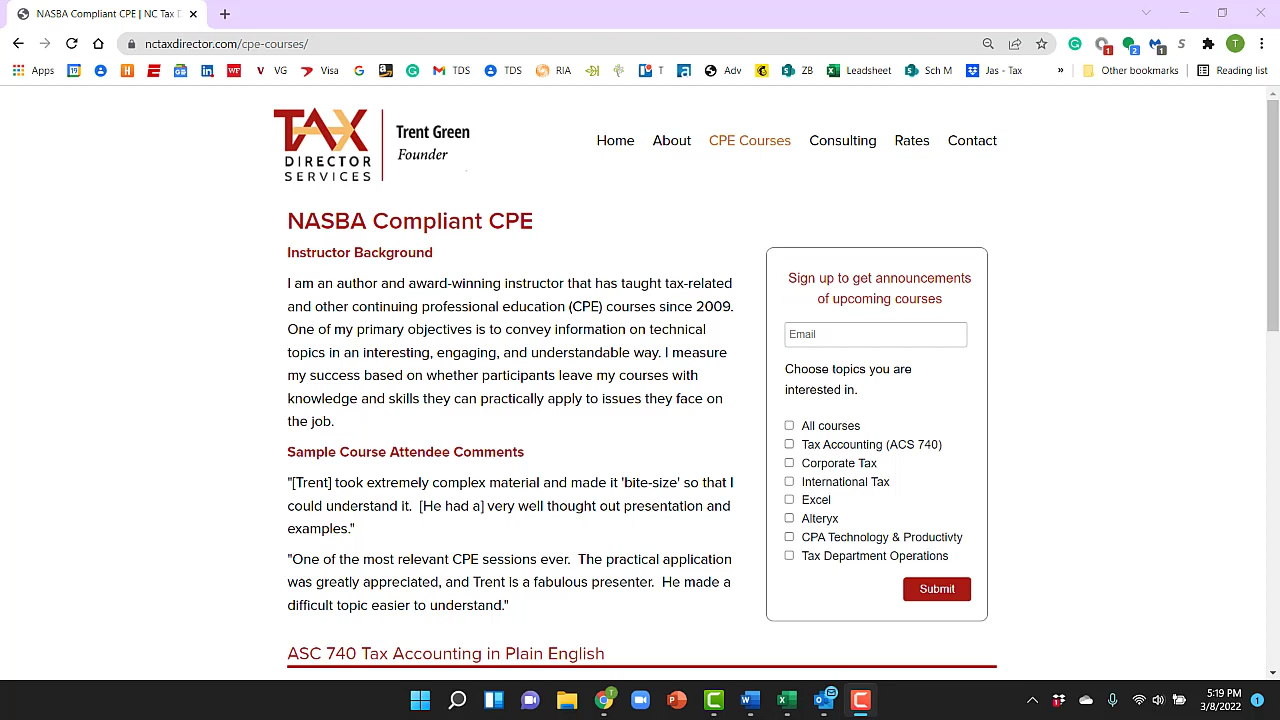 NASBA Compliant CPE | NC Tax D
nctaxdirector.com/cpe-courses/
1
2
1
S
T
Apps
TDS
TDS
VG
Visa
RIA
T
Adv
ZB
Leadsheet
Sch M
Jas - Tax
»
Other bookmarks
Reading list
TAX
DIRECTOR
SERVICES
Trent Green
Founder
Home
About
CPE Courses
Consulting
Rates
Contact
NASBA Compliant CPE
Instructor Background
I am an author and award-winning instructor that has taught tax-related
and other continuing professional education (CPE) courses since 2009.
One of my primary objectives is to convey information on technical
topics in an interesting, engaging, and understandable way. I measure
my success based on whether participants leave my courses with
knowledge and skills they can practically apply to issues they face on
the job.
Sample Course Attendee Comments
"[Trent] took extremely complex material and made it 'bite-size' so that I
could understand it.  [He had a] very well thought out presentation and
examples."
"One of the most relevant CPE sessions ever.  The practical application
was greatly appreciated, and Trent is a fabulous presenter.  He made a
difficult topic easier to understand."
ASC 740 Tax Accounting in Plain English
Sign up to get announcements
of upcoming courses
Email
Choose topics you are
interested in.
All courses
Tax Accounting (ACS 740)
Corporate Tax
International Tax
Excel
Alteryx
CPA Technology & Productivty
Tax Department Operations
Submit
5:19 PM
3/8/2022
1